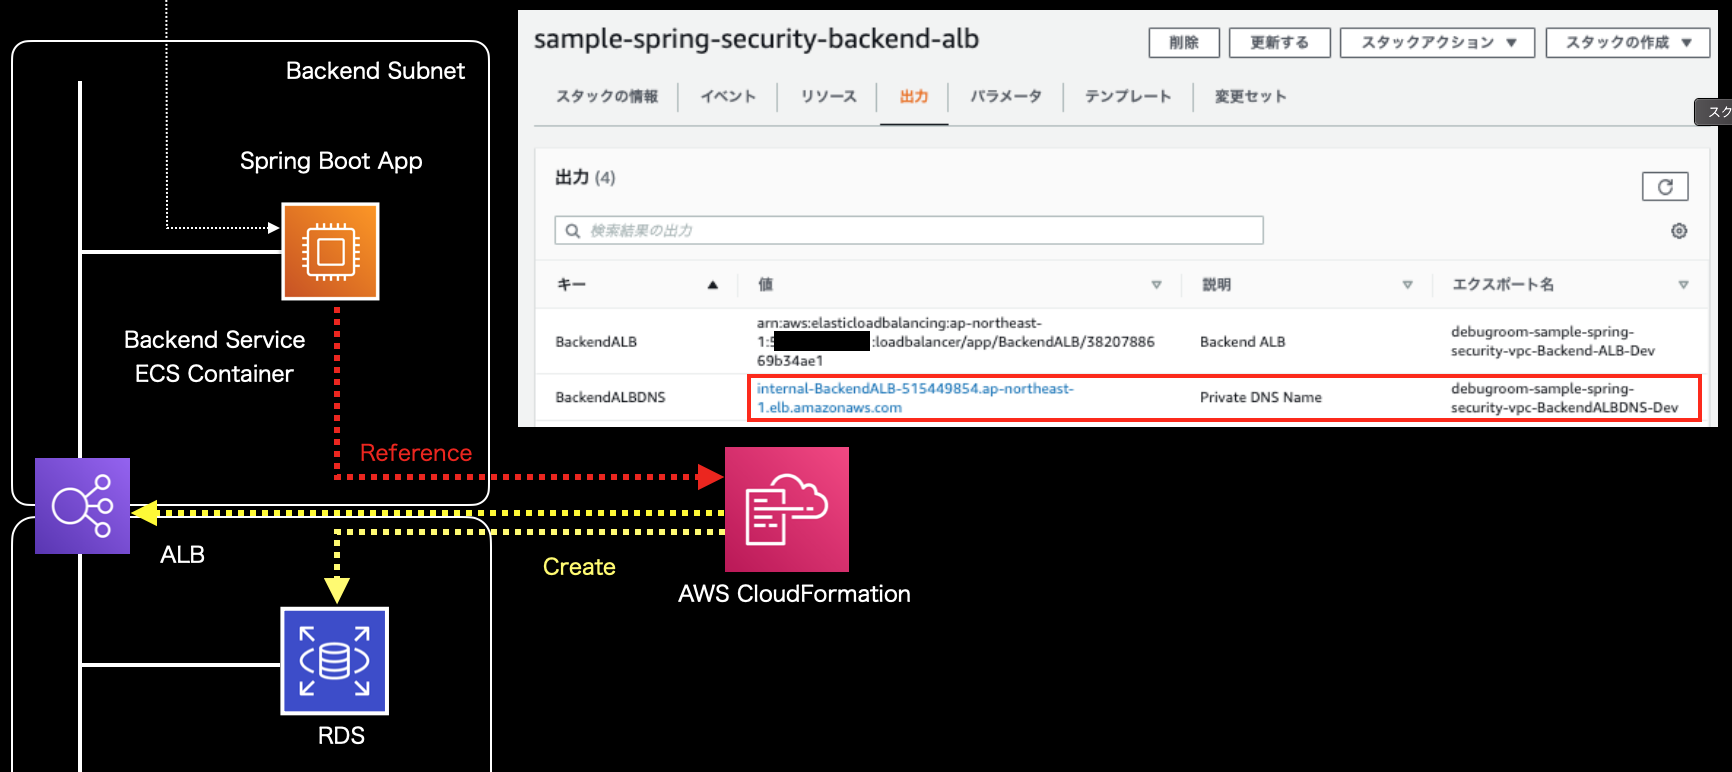 Backend Subnet
Spring Boot App
Backend Service
ECS Container
Reference
ALB
Create
AWS CloudFormation
RDS
sample-spring-security-backend-alb
削除
更新する
スタックアクション ▼
スタックの作成 ▼
スタックの情報
イベント
リソース
出力
パラメータ
テンプレート
変更セット
スク
出力 (4)
検索結果の出力
キー
値
説明
エクスポート名
BackendALB
arn:aws:elasticloadbalancing:ap-northeast-
1:5 :loadbalancer/app/BackendALB/38207886
69b34ae1
Backend ALB
debugroom-sample-spring-
security-vpc-Backend-ALB-Dev
BackendALBDNS
internal-BackendALB-515449854.ap-northeast-
1.elb.amazonaws.com
Private DNS Name
debugroom-sample-spring-
security-vpc-BackendALBDNS-Dev